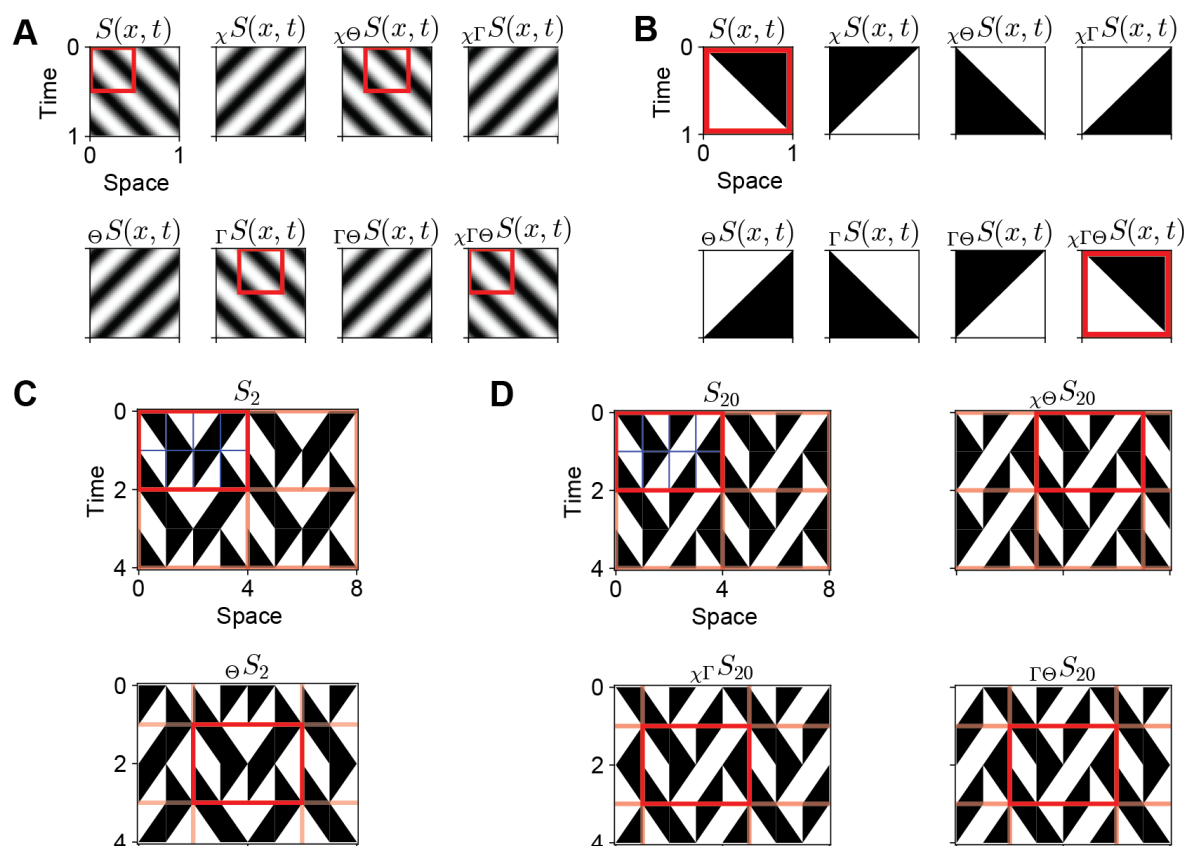 A
S(x, t)
χS(x, t)
χΘS(x, t)
χΓS(x, t)
0
Time
1
0
1
Space
ΘS(x, t)
ΓS(x, t)
ΓΘS(x, t)
χΓΘS(x, t)
B
S(x, t)
χS(x, t)
χΘS(x, t)
χΓS(x, t)
0
Time
1
0
1
Space
ΘS(x, t)
ΓS(x, t)
ΓΘS(x, t)
χΓΘS(x, t)
C
S2
0
Time
2
4
0
4
8
Space
ΘS2
0
2
4
D
S20
χΘS20
0
Time
2
4
0
4
8
Space
χΓS20
ΓΘS20
0
2
4